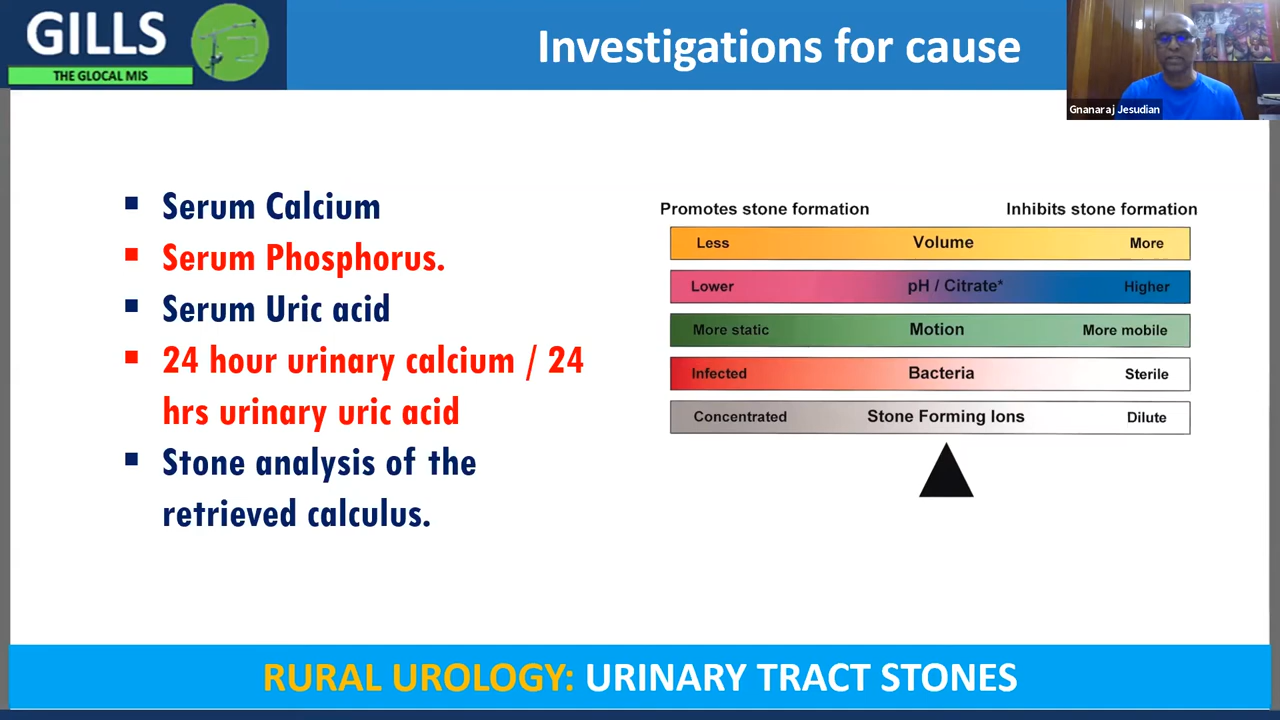 GILLS
THE GLOCAL MIS
Investigations for cause
Gnanaraj Jesudian
▪ Serum Calcium
▪ Serum Phosphorus.
▪ Serum Uric acid
▪ 24 hour urinary calcium / 24
hrs urinary uric acid
▪ Stone analysis of the
retrieved calculus.
Promotes stone formation Inhibits stone formation
Less Volume More
Lower pH / Citrate* Higher
More static Motion More mobile
Infected Bacteria Sterile
Concentrated Stone Forming Ions Dilute
RURAL UROLOGY: URINARY TRACT STONES